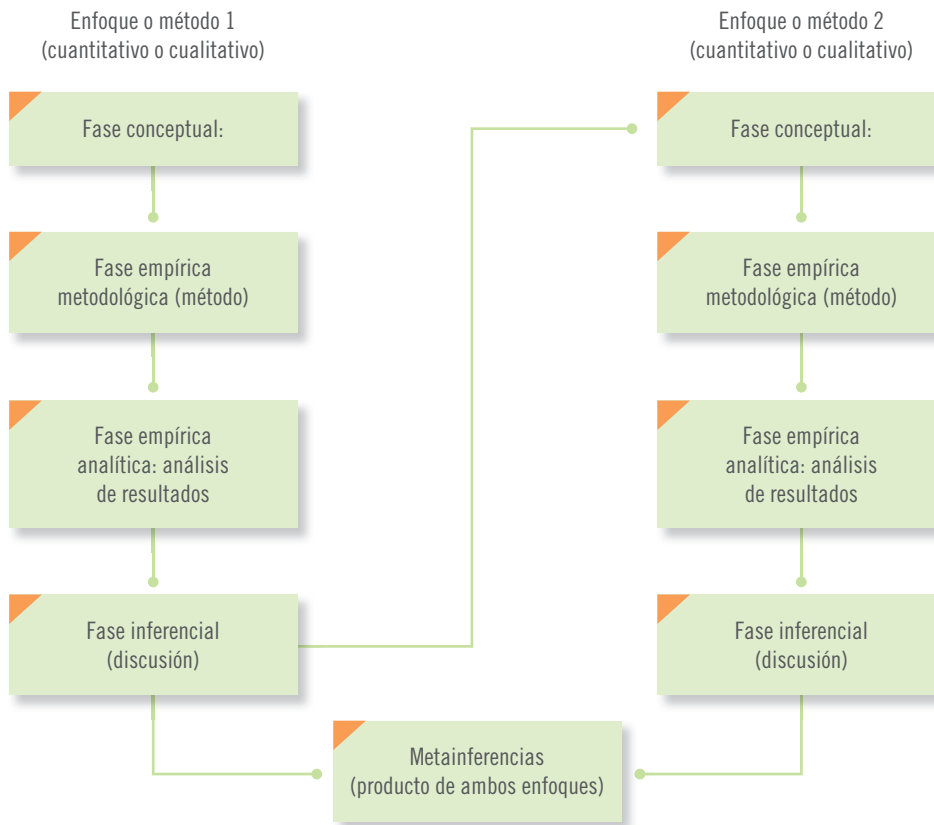 Enfoque o método 1
(cuantitativo o cualitativo)
Fase conceptual:
Fase empírica
metodológica (método)
Fase empírica
analítica: análisis
de resultados
Fase inferencial
(discusión)
Enfoque o método 2
(cuantitativo o cualitativo)
Fase conceptual:
Fase empírica
metodológica (método)
Fase empírica
analítica: análisis
de resultados
Fase inferencial
(discusión)
Metainferencias
(producto de ambos enfoques)